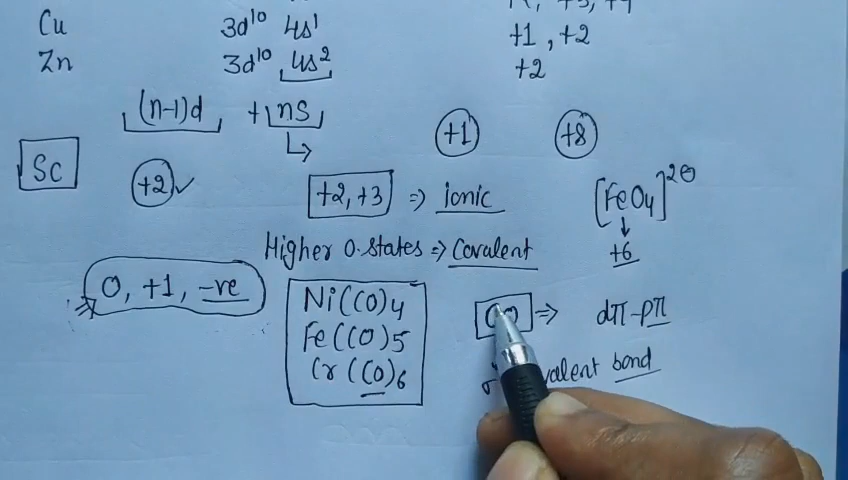 Cu 3d¹⁰ 4s¹ +1, +2
Zn 3d¹⁰ 4s² +2
(n-1)d + ns
Sc +2 ✓ +1 +8
+2, +3 ⇒ ionic [FeO4]²⊖
Higher O. states ⇒ Covalent +6
0, +1, -ve
Ni(CO)4
Fe(CO)5
Cr(CO)6
CO ⇒ dπ-pπ
bond